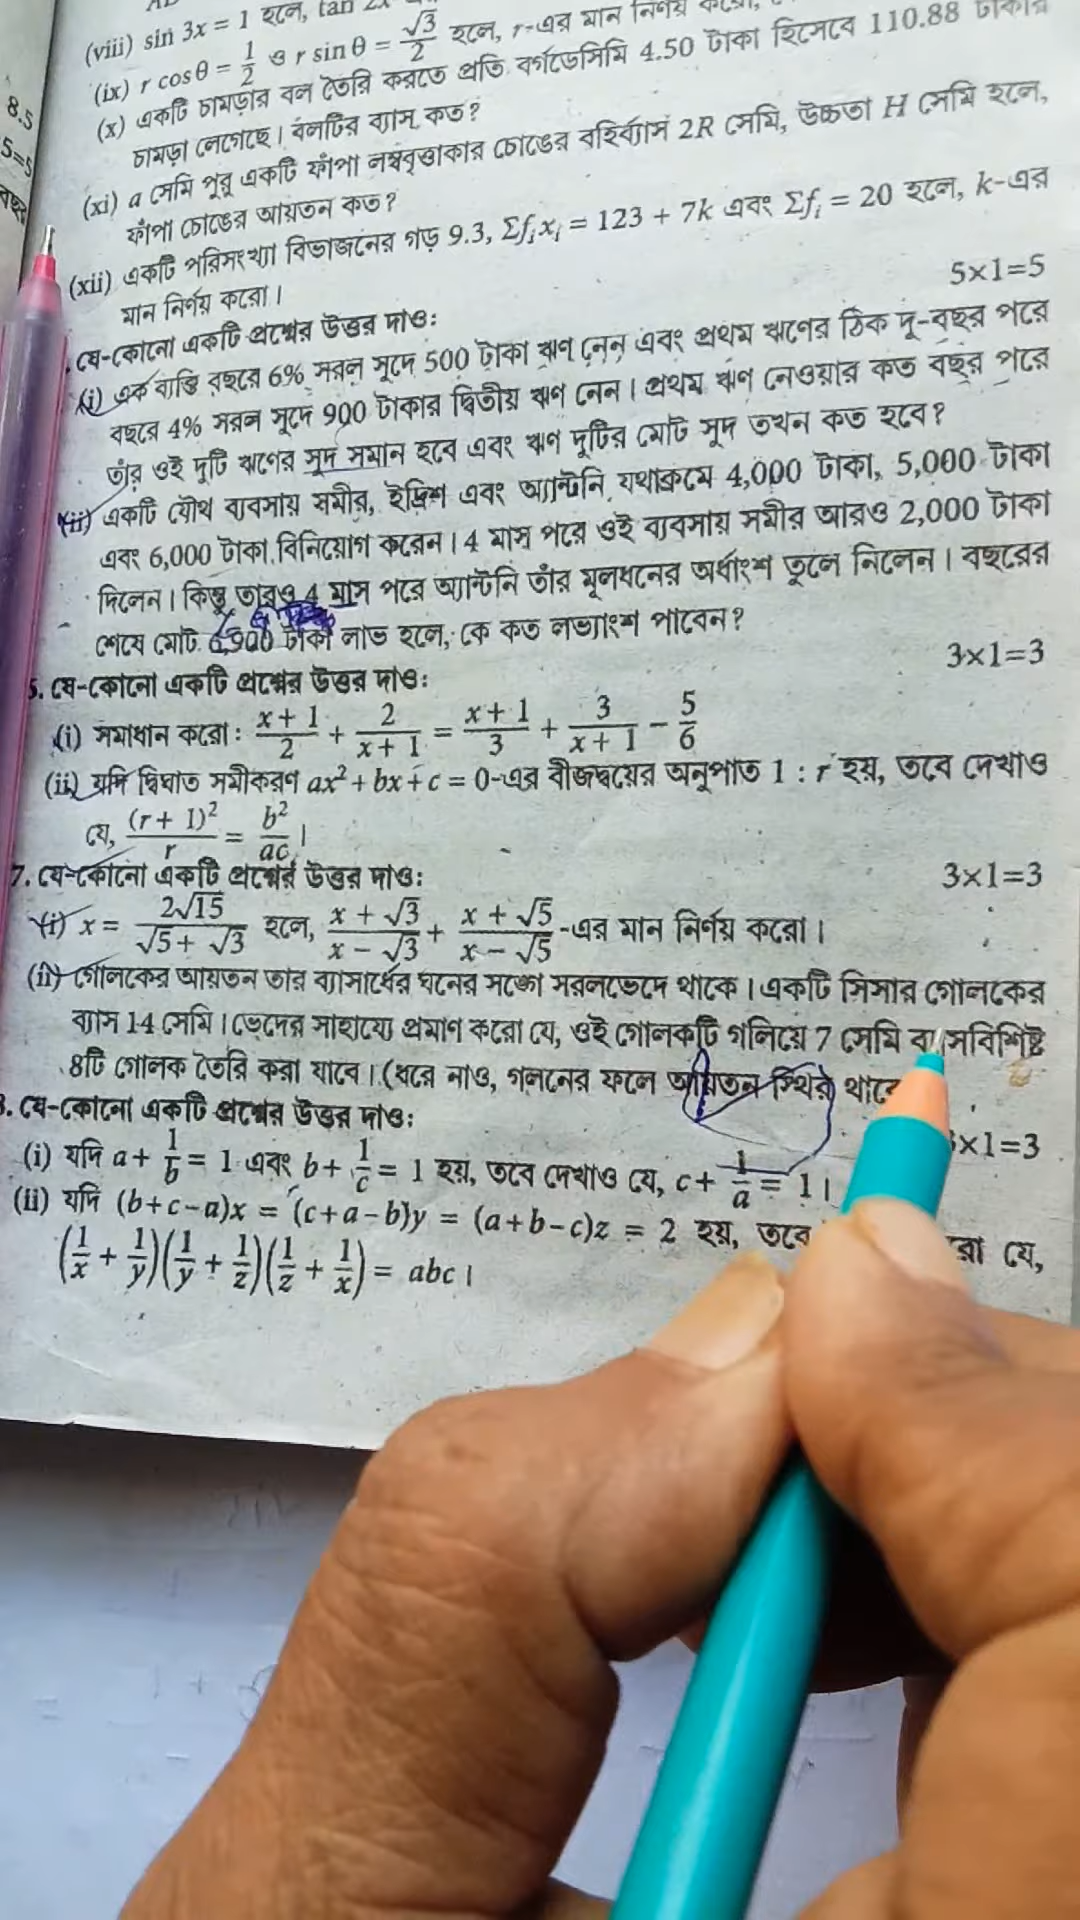 (viii) sin 3x = 1 হলে, tan 2x
(ix) r cosθ = 1/2 ও r sinθ = √3/2 হলে, r-এর মান নির্ণয় করো,
(x) একটি চামড়ার বল তৈরি করতে প্রতি বর্গডেসিমি 4.50 টাকা হিসেবে 110.88 টাকার
চামড়া লেগেছে। বলটির ব্যাস কত?
(xi) a সেমি পুরু একটি ফাঁপা লম্ববৃত্তাকার চোঙের বহির্ব্যাস 2R সেমি, উচ্চতা H সেমি হলে,
ফাঁপা চোঙের আয়তন কত?
(xii) একটি পরিসংখ্যা বিভাজনের গড় 9.3, Σfᵢxᵢ = 123 + 7k এবং Σfᵢ = 20 হলে, k-এর
মান নির্ণয় করো।
. যে-কোনো একটি প্রশ্নের উত্তর দাও: 5×1=5
(i) এক ব্যক্তি বছরে 6% সরল সুদে 500 টাকা ঋণ নেন এবং প্রথম ঋণের ঠিক দু-বছর পরে
বছরে 4% সরল সুদে 900 টাকার দ্বিতীয় ঋণ নেন। প্রথম ঋণ নেওয়ার কত বছর পরে
তাঁর ওই দুটি ঋণের সুদ সমান হবে এবং ঋণ দুটির মোট সুদ তখন কত হবে?
(ii) একটি যৌথ ব্যবসায় সমীর, ইদ্রিশ এবং অ্যান্টনি যথাক্রমে 4,000 টাকা, 5,000 টাকা
এবং 6,000 টাকা বিনিয়োগ করেন। 4 মাস পরে ওই ব্যবসায় সমীর আরও 2,000 টাকা
দিলেন। কিন্তু তারও 4 মাস পরে অ্যান্টনি তাঁর মূলধনের অর্ধাংশ তুলে নিলেন। বছরের
শেষে মোট 6,900 টাকা লাভ হলে, কে কত লভ্যাংশ পাবেন?
. যে-কোনো একটি প্রশ্নের উত্তর দাও: 3×1=3
(i) সমাধান করো: (x + 1)/2 + 2/(x + 1) = (x + 1)/3 + 3/(x + 1) − 5/6
(ii) যদি দ্বিঘাত সমীকরণ ax² + bx + c = 0-এর বীজদ্বয়ের অনুপাত 1 : r হয়, তবে দেখাও
যে, (r + 1)²/r = b²/ac।
7. যে-কোনো একটি প্রশ্নের উত্তর দাও: 3×1=3
(i) x = 2√15/(√5 + √3) হলে, (x + √3)/(x − √3) + (x + √5)/(x − √5)-এর মান নির্ণয় করো।
(ii) গোলকের আয়তন তার ব্যাসার্ধের ঘনের সঙ্গে সরলভেদে থাকে। একটি সিসার গোলকের
ব্যাস 14 সেমি। ভেদের সাহায্যে প্রমাণ করো যে, ওই গোলকটি গলিয়ে 7 সেমি ব্যাসবিশিষ্ট
8টি গোলক তৈরি করা যাবে। (ধরে নাও, গলনের ফলে আয়তন স্থির থাকে
. যে-কোনো একটি প্রশ্নের উত্তর দাও: ×1=3
(i) যদি a + 1/b = 1 এবং b + 1/c = 1 হয়, তবে দেখাও যে, c + 1/a = 1।
(ii) যদি (b+c−a)x = (c+a−b)y = (a+b−c)z = 2 হয়, তবে রো যে,
(1/x + 1/y)(1/y + 1/z)(1/z + 1/x) = abc।